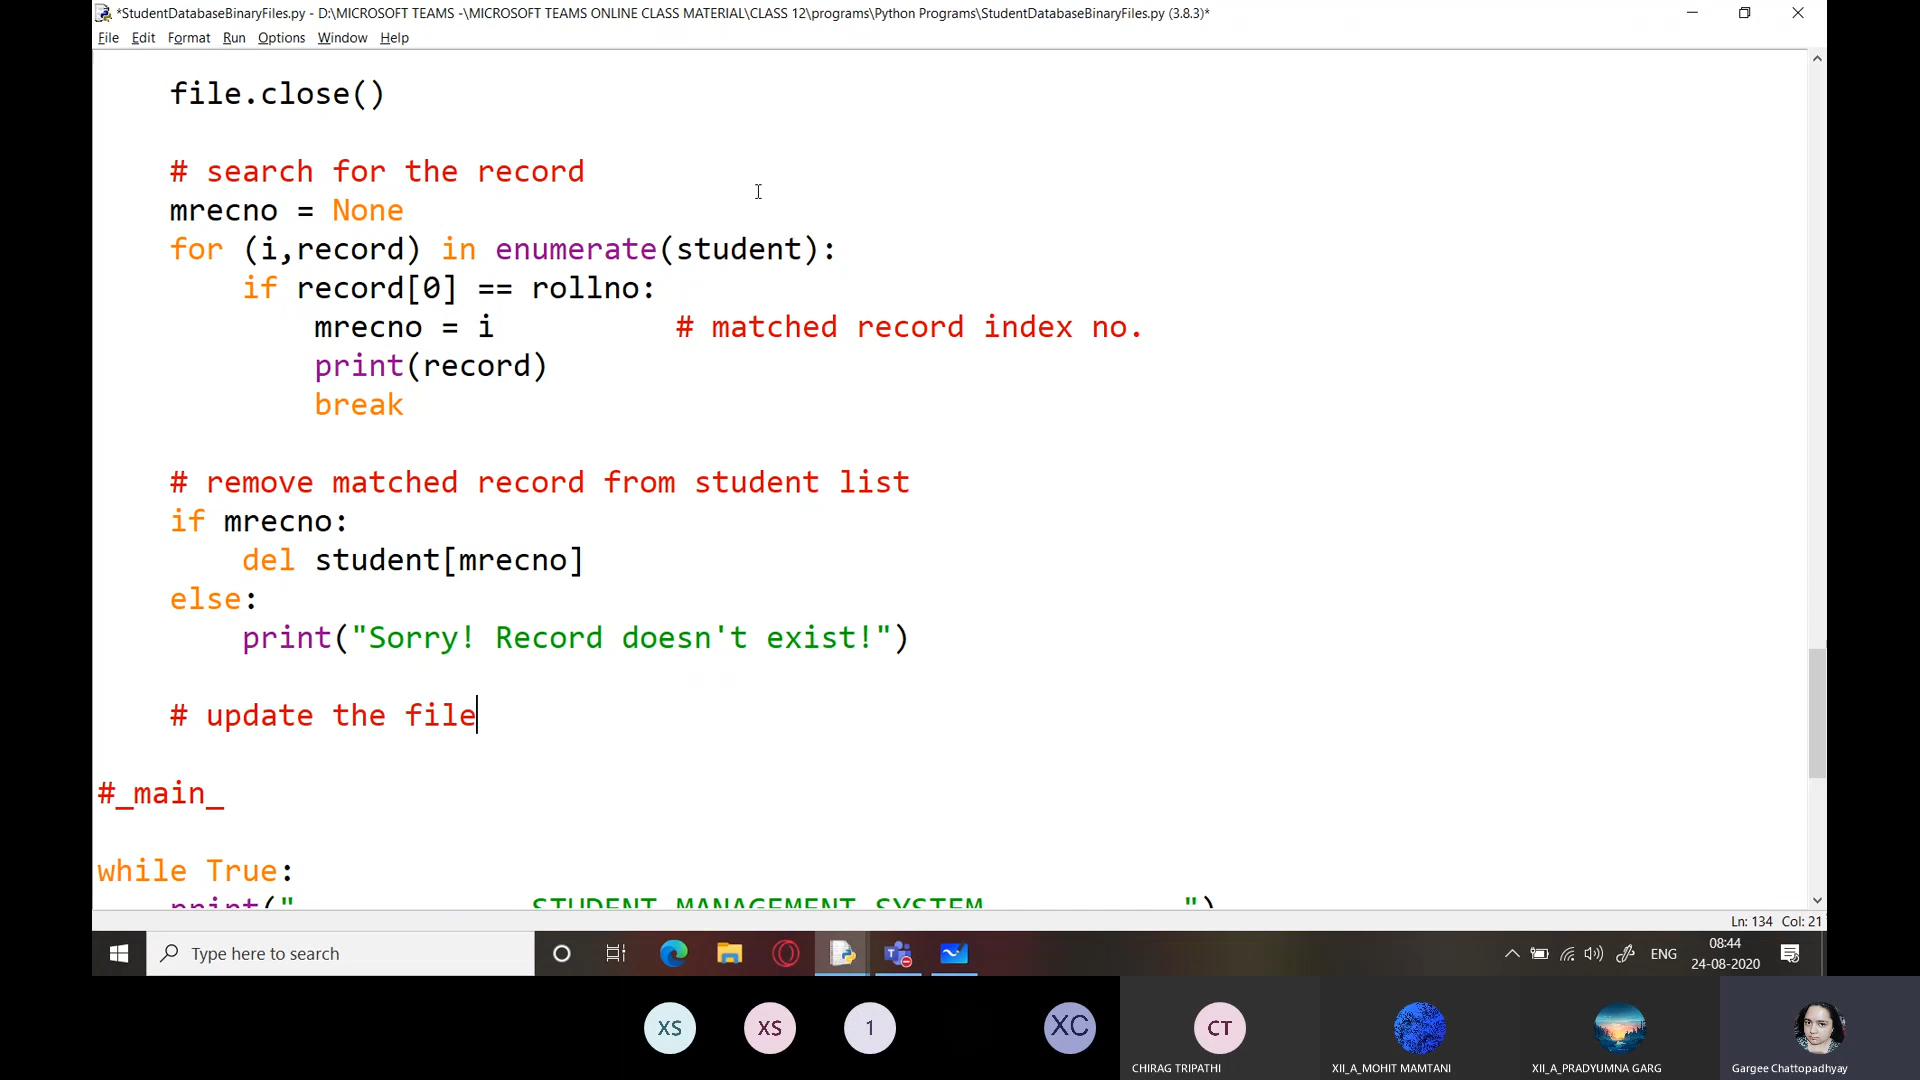 *StudentDatabaseBinaryFiles.py - D:\MICROSOFT TEAMS -\MICROSOFT TEAMS ONLINE CLASS MATERIAL\CLASS 12\programs\Python Programs\StudentDatabaseBinaryFiles.py (3.8.3)*
File Edit Format Run Options Window Help
file.close()
# search for the record
mrecno = None
for (i,record) in enumerate(student):
if record[0] == rollno:
mrecno = i # matched record index no.
print(record)
break
# remove matched record from student list
if mrecno:
del student[mrecno]
else:
print("Sorry! Record doesn't exist!")
# update the file
#_main_
while True:
print(" STUDENT MANAGEMENT SYSTEM ")
Ln: 134 Col: 21
Type here to search
ENG
08:44
24-08-2020
XS
XS
1
XC
CT
CHIRAG TRIPATHI
XII_A_MOHIT MAMTANI
XII_A_PRADYUMNA GARG
Gargee Chattopadhyay